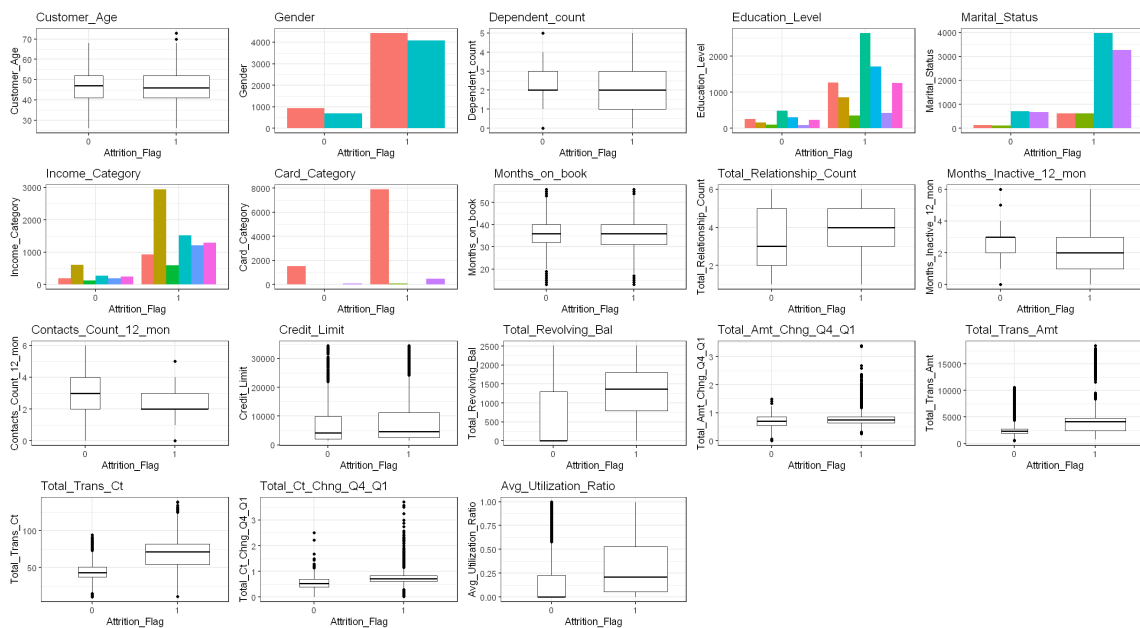 Customer_Age
Customer_Age
70
60
50
40
30
0
1
Attrition_Flag
Gender
Gender
4000
3000
2000
1000
0
0
1
Attrition_Flag
Dependent_count
Dependent_count
5
4
3
2
1
0
0
1
Attrition_Flag
Education_Level
Education_Level
2000
1000
0
0
1
Attrition_Flag
Marital_Status
Marital_Status
4000
3000
2000
1000
0
0
1
Attrition_Flag
Income_Category
Income_Category
3000
2000
1000
0
0
1
Attrition_Flag
Card_Category
Card_Category
8000
6000
4000
2000
0
0
1
Attrition_Flag
Months_on_book
Months_on_book
50
40
30
20
0
1
Attrition_Flag
Total_Relationship_Count
Total_Relationship_Count
6
4
2
0
1
Attrition_Flag
Months_Inactive_12_mon
Months_Inactive_12_mon
6
4
2
0
0
1
Attrition_Flag
Contacts_Count_12_mon
Contacts_Count_12_mon
6
4
2
0
0
1
Attrition_Flag
Credit_Limit
Credit_Limit
30000
20000
10000
0
0
1
Attrition_Flag
Total_Revolving_Bal
Total_Revolving_Bal
2500
2000
1500
1000
500
0
0
1
Attrition_Flag
Total_Amt_Chng_Q4_Q1
Total_Amt_Chng_Q4_Q1
3
2
1
0
0
1
Attrition_Flag
Total_Trans_Amt
Total_Trans_Amt
15000
10000
5000
0
0
1
Attrition_Flag
Total_Trans_Ct
Total_Trans_Ct
100
50
0
1
Attrition_Flag
Total_Ct_Chng_Q4_Q1
Total_Ct_Chng_Q4_Q1
3
2
1
0
0
1
Attrition_Flag
Avg_Utilization_Ratio
Avg_Utilization_Ratio
1.00
0.75
0.50
0.25
0.00
0
1
Attrition_Flag